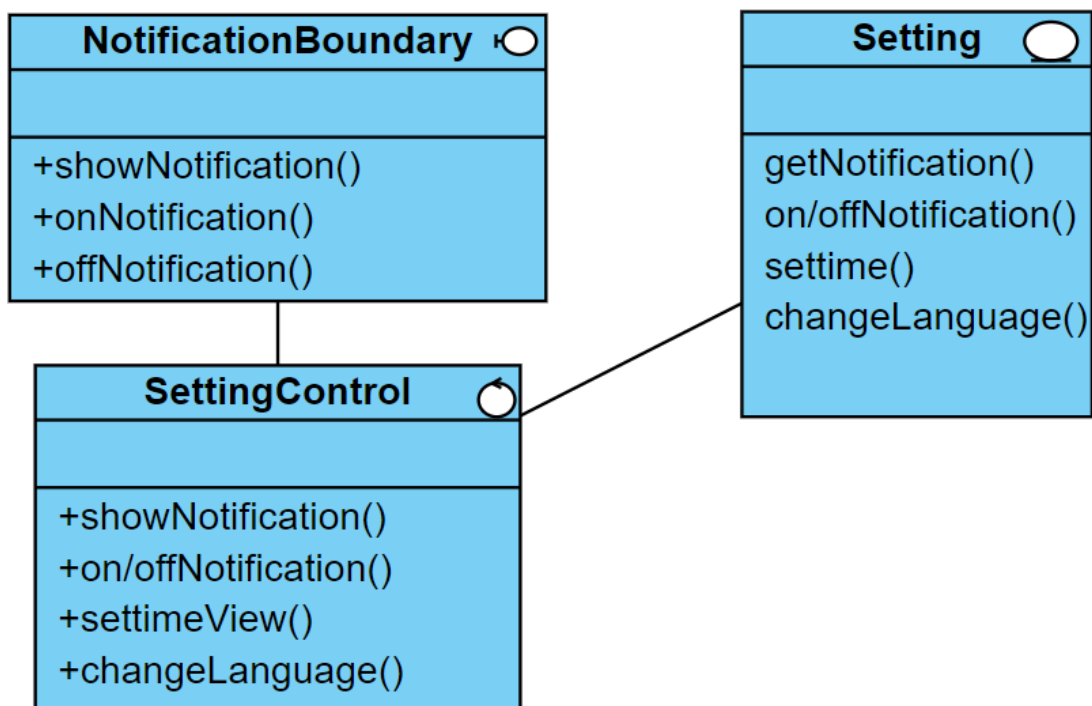 NotificationBoundary
+showNotification()
+onNotification()
+offNotification()
Setting
getNotification()
on/offNotification()
settime()
changeLanguage()
SettingControl
+showNotification()
+on/offNotification()
+settimeView()
+changeLanguage()